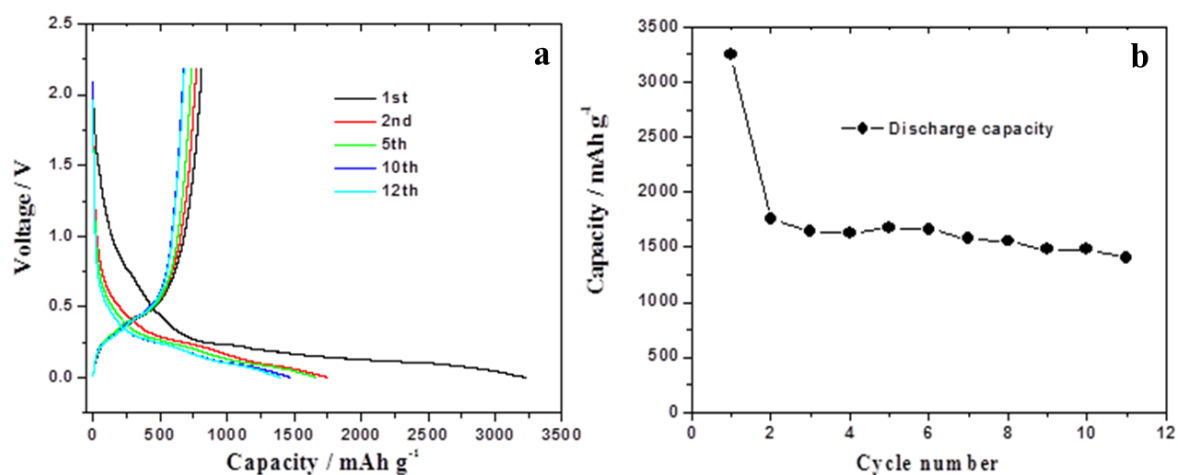 a
2.5
2.0
1.5
1.0
0.5
0.0
Voltage / V
1st
2nd
5th
10th
12th
0 500 1000 1500 2000 2500 3000 3500
Capacity / mAh g-1
b
3500
3000
2500
2000
1500
1000
500
0
Capacity / mAhg-1
Discharge capacity
0 2 4 6 8 10 12
Cycle number